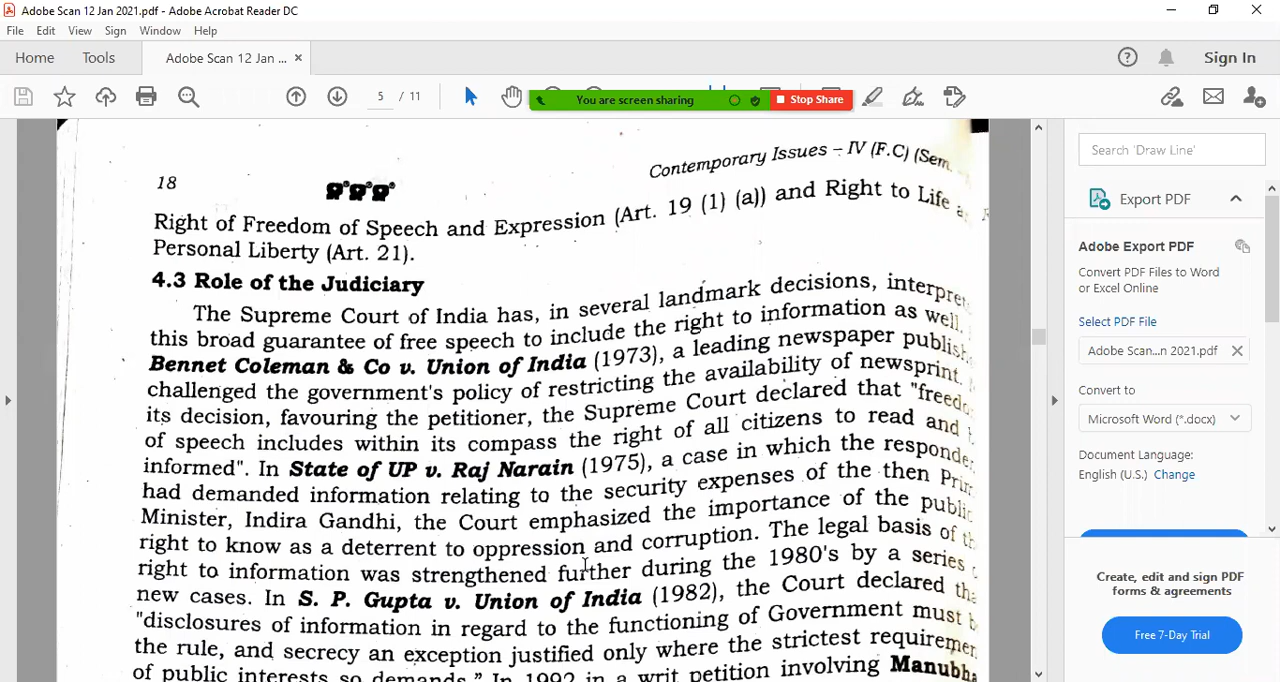 Adobe Scan 12 Jan 2021.pdf - Adobe Acrobat Reader DC
File Edit View Sign Window Help
Home Tools Adobe Scan 12 Jan ... × Sign In
5 / 11 You are screen sharing Stop Share
Contemporary Issues – IV (F.C) (Sem.
18
Right of Freedom of Speech and Expression (Art. 19 (1) (a)) and Right to Life a
Personal Liberty (Art. 21).
4.3 Role of the Judiciary
The Supreme Court of India has, in several landmark decisions, interpre
this broad guarantee of free speech to include the right to information as well.
Bennet Coleman & Co v. Union of India (1973), a leading newspaper publish
challenged the government's policy of restricting the availability of newsprint.
its decision, favouring the petitioner, the Supreme Court declared that "freedo
of speech includes within its compass the right of all citizens to read and
informed". In State of UP v. Raj Narain (1975), a case in which the responde
had demanded information relating to the security expenses of the then Prim
Minister, Indira Gandhi, the Court emphasized the importance of the public
right to know as a deterrent to oppression and corruption. The legal basis of th
right to information was strengthened further during the 1980's by a series
new cases. In S. P. Gupta v. Union of India (1982), the Court declared tha
"disclosures of information in regard to the functioning of Government must b
the rule, and secrecy an exception justified only where the strictest requiremen
of public interests so demands." In 1992 in a writ petition involving Manubha
Search 'Draw Line'
Export PDF
Adobe Export PDF
Convert PDF Files to Word
or Excel Online
Select PDF File
Adobe Scan...n 2021.pdf
Convert to
Microsoft Word (*.docx)
Document Language:
English (U.S.) Change
Create, edit and sign PDF
forms & agreements
Free 7-Day Trial